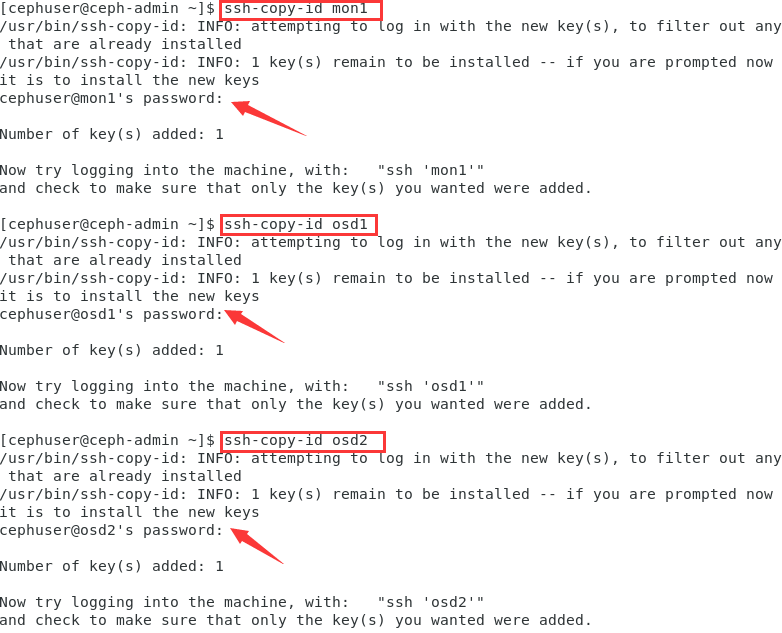 [cephuser@ceph-admin ~]$ ssh-copy-id mon1
/usr/bin/ssh-copy-id: INFO: attempting to log in with the new key(s), to filter out any
that are already installed
/usr/bin/ssh-copy-id: INFO: 1 key(s) remain to be installed -- if you are prompted now
it is to install the new keys
cephuser@mon1's password:
Number of key(s) added: 1
Now try logging into the machine, with:   "ssh 'mon1'"
and check to make sure that only the key(s) you wanted were added.
[cephuser@ceph-admin ~]$ ssh-copy-id osd1
/usr/bin/ssh-copy-id: INFO: attempting to log in with the new key(s), to filter out any
that are already installed
/usr/bin/ssh-copy-id: INFO: 1 key(s) remain to be installed -- if you are prompted now
it is to install the new keys
cephuser@osd1's password:
Number of key(s) added: 1
Now try logging into the machine, with:   "ssh 'osd1'"
and check to make sure that only the key(s) you wanted were added.
[cephuser@ceph-admin ~]$ ssh-copy-id osd2
/usr/bin/ssh-copy-id: INFO: attempting to log in with the new key(s), to filter out any
that are already installed
/usr/bin/ssh-copy-id: INFO: 1 key(s) remain to be installed -- if you are prompted now
it is to install the new keys
cephuser@osd2's password:
Number of key(s) added: 1
Now try logging into the machine, with:   "ssh 'osd2'"
and check to make sure that only the key(s) you wanted were added.